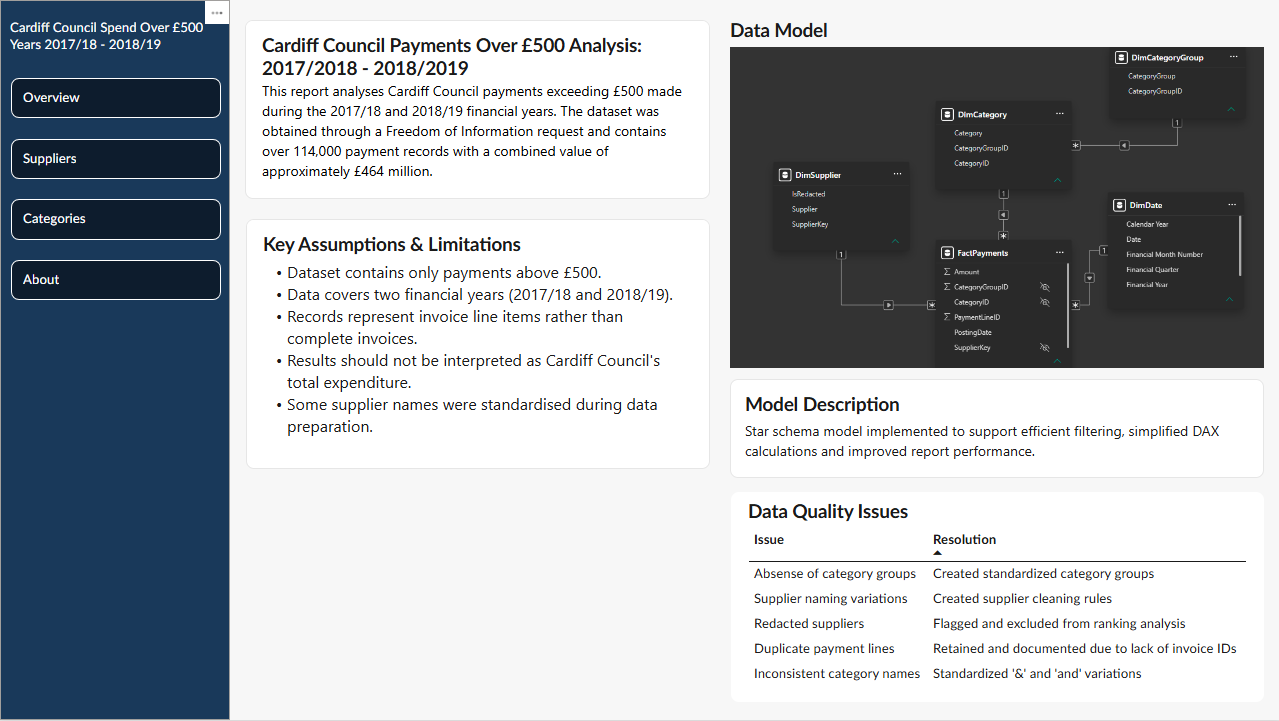 Cardiff Council Spend Over £500
Years 2017/18 - 2018/19
Overview
Suppliers
Categories
About
Cardiff Council Payments Over £500 Analysis:
2017/2018 - 2018/2019
This report analyses Cardiff Council payments exceeding £500 made
during the 2017/18 and 2018/19 financial years. The dataset was
obtained through a Freedom of Information request and contains
over 114,000 payment records with a combined value of
approximately £464 million.
Key Assumptions & Limitations
• Dataset contains only payments above £500.
• Data covers two financial years (2017/18 and 2018/19).
• Records represent invoice line items rather than
complete invoices.
• Results should not be interpreted as Cardiff Council's
total expenditure.
• Some supplier names were standardised during data
preparation.
Data Model
DimCategoryGroup
CategoryGroup
CategoryGroupID
1
DimCategory
Category
CategoryGroupID
CategoryID
*
1
*
DimSupplier
IsRedacted
Supplier
SupplierKey
1
*
DimDate
Calendar Year
Date
Financial Month Number
Financial Quarter
Financial Year
1
*
FactPayments
Σ Amount
Σ CategoryGroupID
CategoryID
Σ PaymentLineID
PostingDate
SupplierKey
Model Description
Star schema model implemented to support efficient filtering, simplified DAX
calculations and improved report performance.
Data Quality Issues
Issue Resolution
Absense of category groups Created standardized category groups
Supplier naming variations Created supplier cleaning rules
Redacted suppliers Flagged and excluded from ranking analysis
Duplicate payment lines Retained and documented due to lack of invoice IDs
Inconsistent category names Standardized '&' and 'and' variations